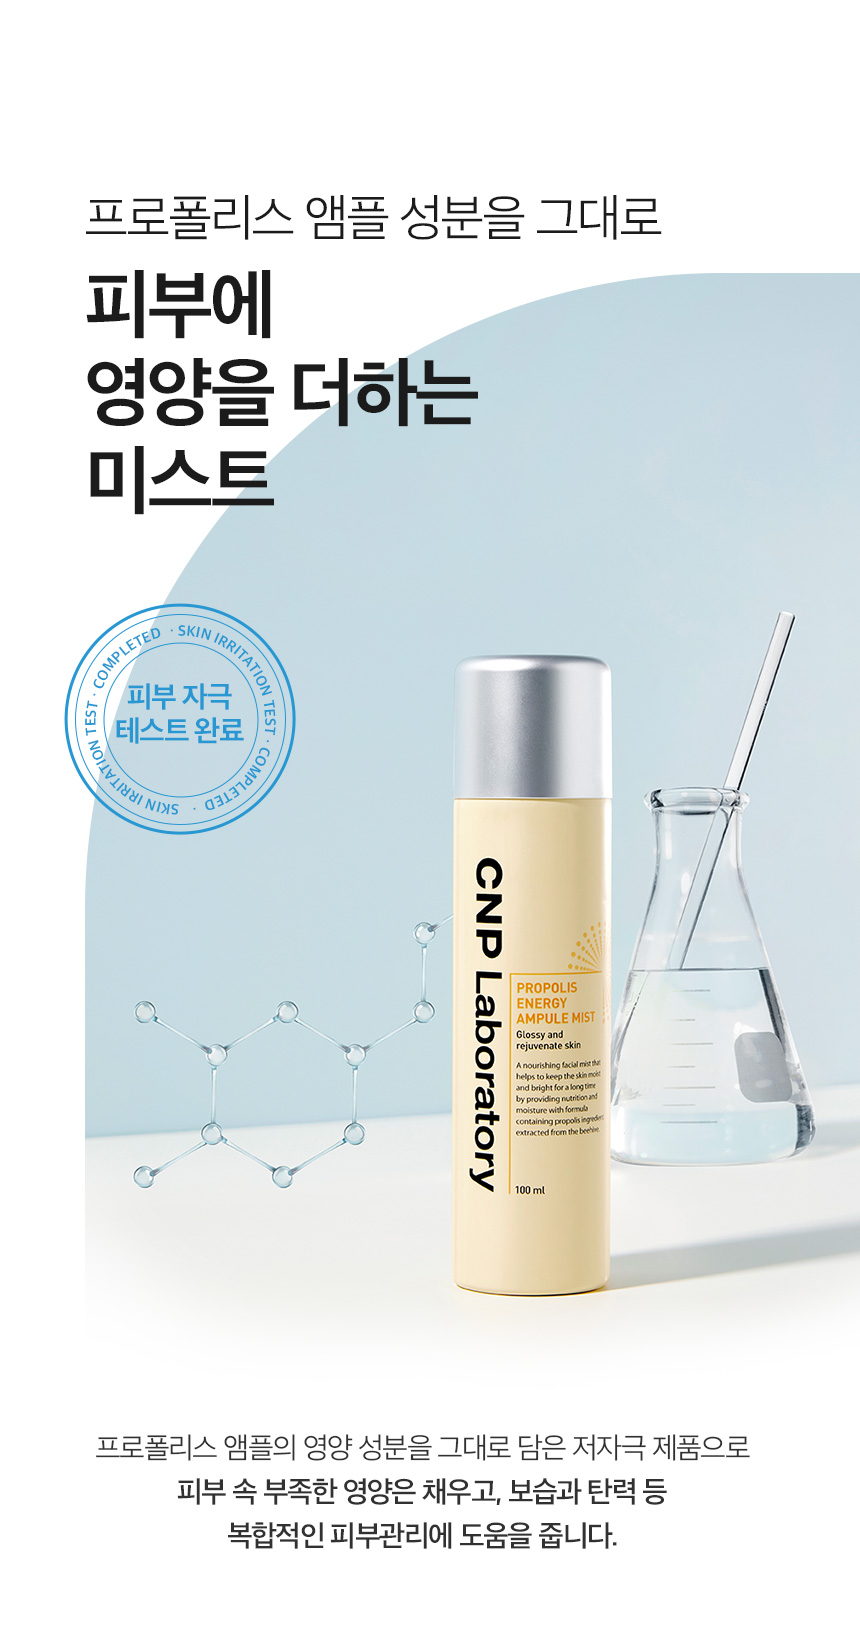 프로폴리스 앰플 성분을 그대로
피부에
영양을 더하는
미스트
· SKIN IRRITATION TEST · COMPLETED · SKIN IRRITATION TEST · COMPLETED
피부 자극
테스트 완료
CNP Laboratory
PROPOLIS
ENERGY
AMPULE MIST
Glossy and
rejuvenate skin
A nourishing facial mist that
helps to keep the skin moist
and bright for a long time
by providing nutrition and
moisture with formula
containing propolis
extracted from the beehive.
100 ml
프로폴리스 앰플의 영양 성분을 그대로 담은 저자극 제품으로
피부 속 부족한 영양은 채우고, 보습과 탄력 등
복합적인 피부관리에 도움을 줍니다.